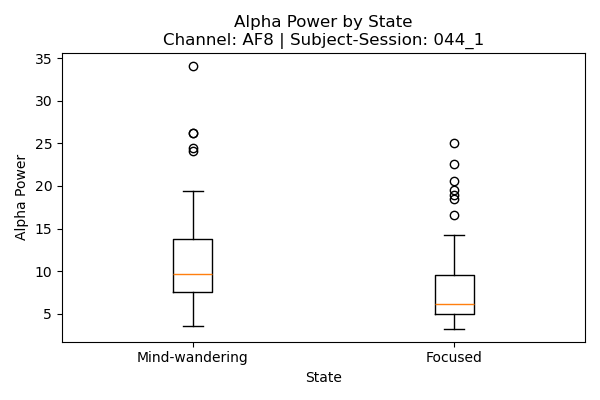 Alpha Power by State
Channel: AF8 | Subject-Session: 044_1
35
30
25
20
15
10
5
Alpha Power
Mind-wandering
Focused
State